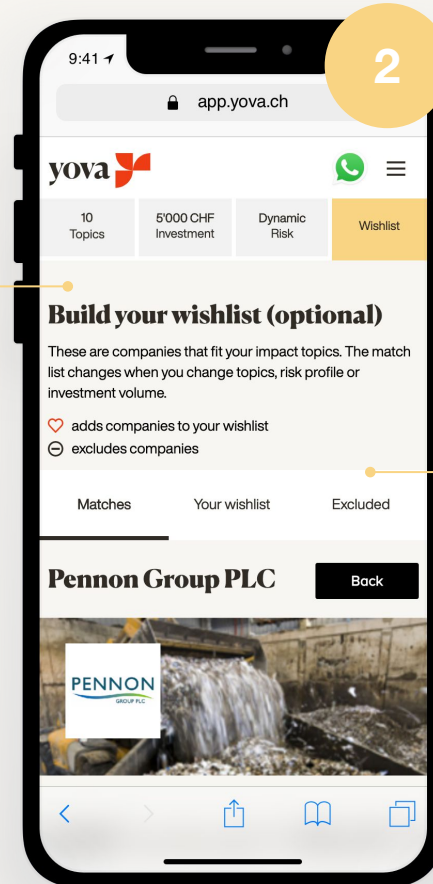 2
9:41
app.yova.ch
yova
10
Topics
5'000 CHF
Investment
Dynamic
Risk
Wishlist
Build your wishlist (optional)
These are companies that fit your impact topics. The match
list changes when you change topics, risk profile or
investment volume.
adds companies to your wishlist
excludes companies
Matches
Your wishlist
Excluded
Pennon Group PLC
Back
PENNON
GROUP PLC